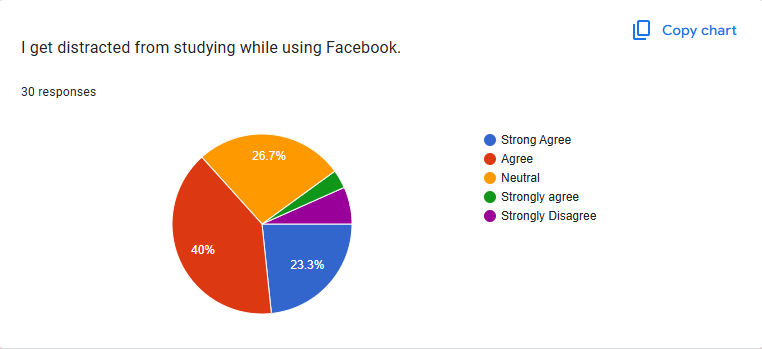 Copy chart
I get distracted from studying while using Facebook.
30 responses
26.7%
40%
23.3%
Strong Agree
Agree
Neutral
Strongly agree
Strongly Disagree